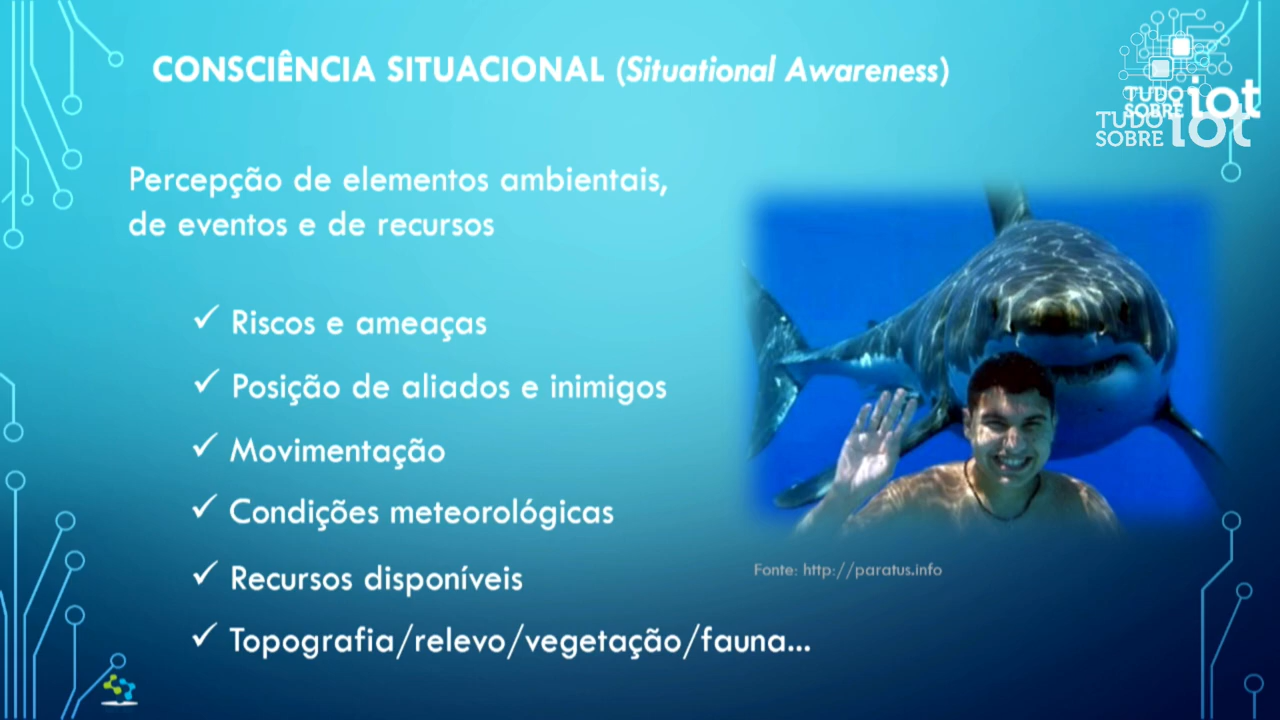 CONSCIÊNCIA SITUACIONAL (Situational Awareness)
TUDO
SOBRE iot
TUDO
SOBRE iot
Percepção de elementos ambientais,
de eventos e de recursos
✓ Riscos e ameaças
✓ Posição de aliados e inimigos
✓ Movimentação
✓ Condições meteorológicas
✓ Recursos disponíveis
✓ Topografia/relevo/vegetação/fauna...
Fonte: http://paratus.info